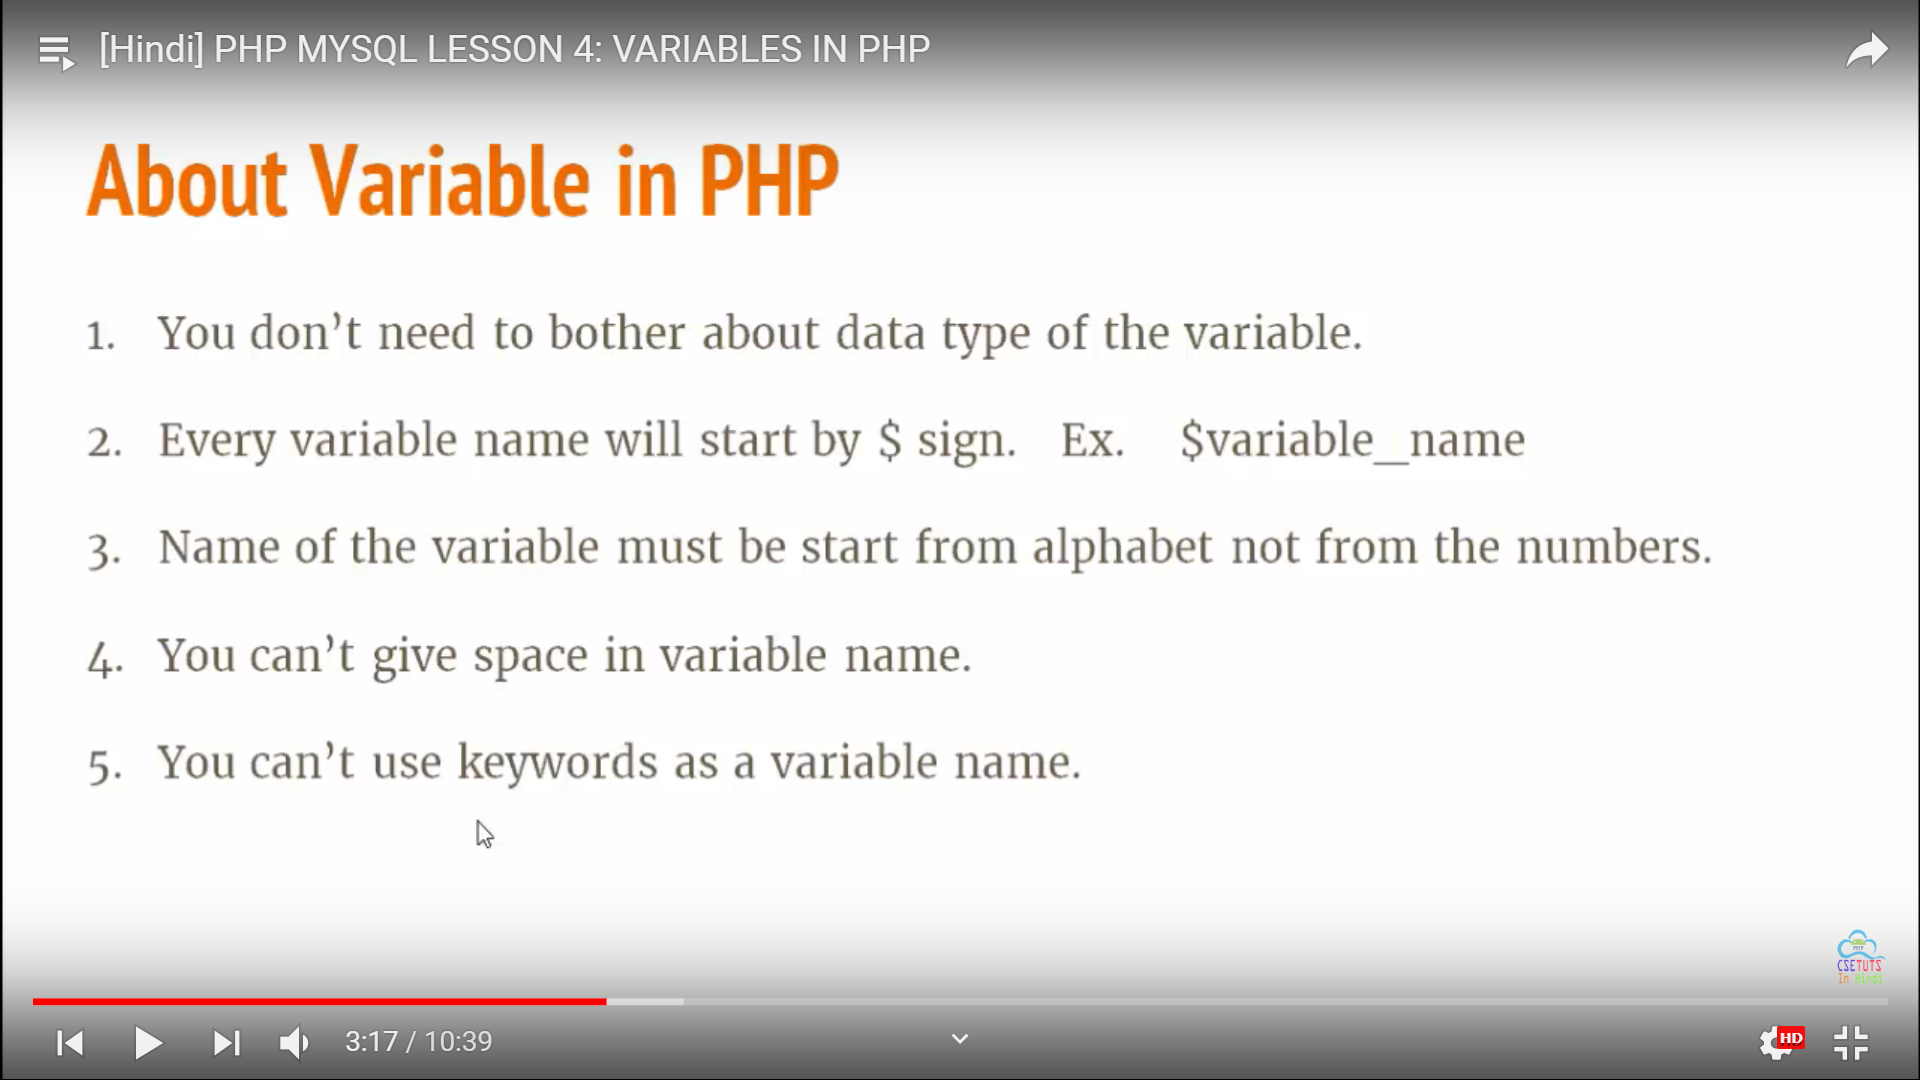 [Hindi] PHP MYSQL LESSON 4: VARIABLES IN PHP
About Variable in PHP
1. You don’t need to bother about data type of the variable.
2. Every variable name will start by $ sign. Ex. $variable_name
3. Name of the variable must be start from alphabet not from the numbers.
4. You can’t give space in variable name.
5. You can’t use keywords as a variable name.
PHP
CSETUTS
In Hindi
3:17 / 10:39
HD